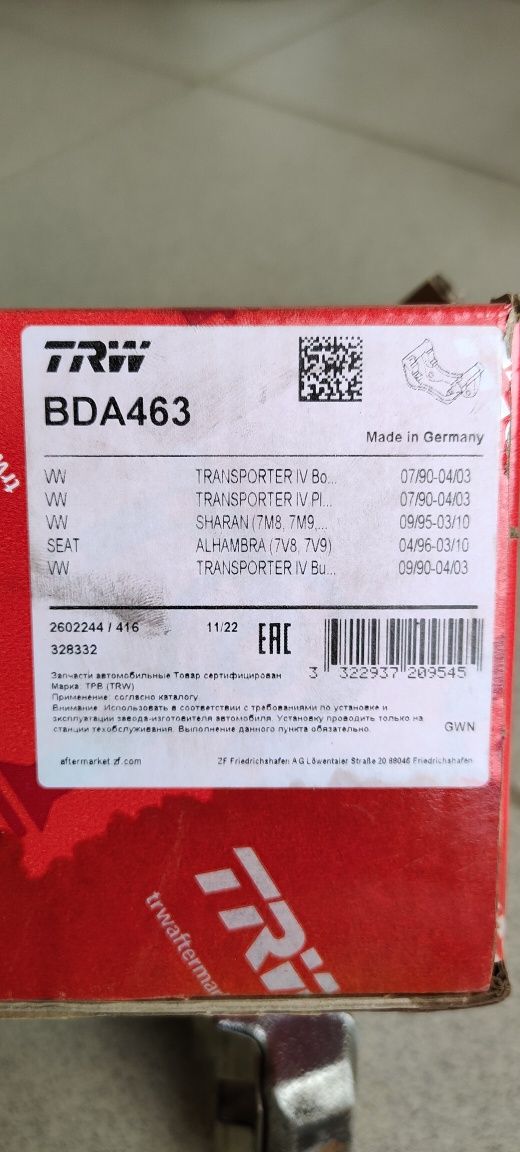 TRW
BDA463
Made in Germany
VW TRANSPORTER IV Bo... 07/90-04/03
VW TRANSPORTER IV Pl... 07/90-04/03
VW SHARAN (7M8, 7M9,... 09/95-03/10
SEAT ALHAMBRA (7V8, 7V9) 04/96-03/10
VW TRANSPORTER IV Bu... 09/90-04/03
2602244 / 416 11/22 EAC
328332
3 322937 209545
Запчасти автомобильные Товар сертифицирован
Марка: ТРВ (TRW)
Применение: согласно каталогу
Внимание: Использовать в соответствии с требованиями по установке и
эксплуатации завода-изготовителя автомобиля. Установку проводить только на
станции техобслуживания. Выполнение данного пункта обязательно.
GWN
aftermarket.zf.com ZF Friedrichshafen AG Löwentaler Straße 20 88046 Friedrichshafen
TRW
trwafterma
trw